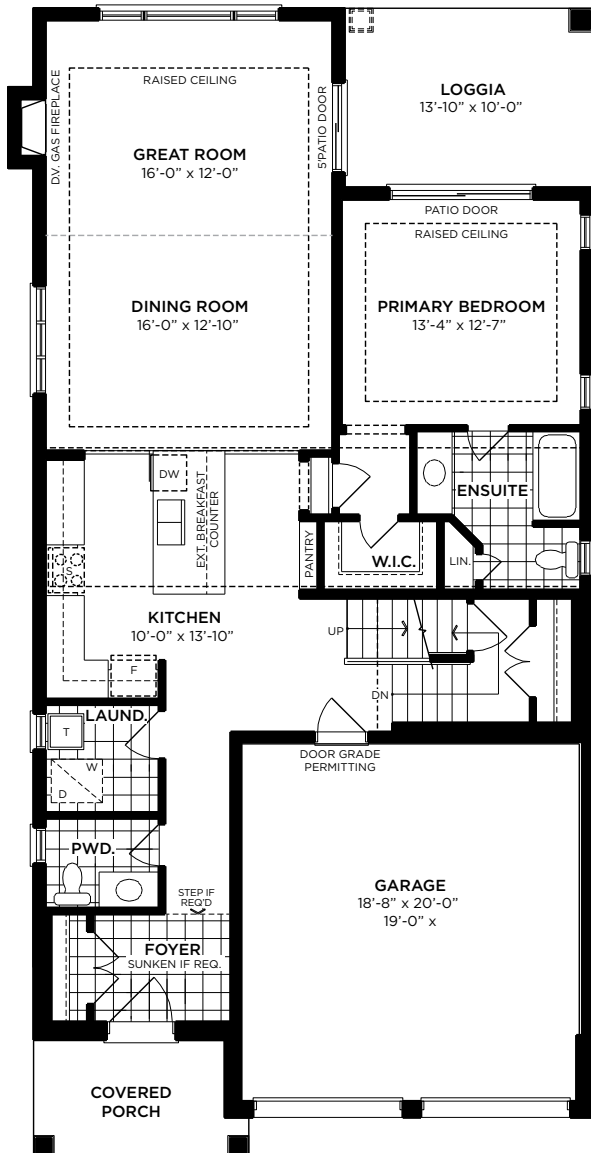 RAISED CEILING
D.V. GAS FIREPLACE
GREAT ROOM
16'-0" x 12'-0"
5'PATIO DOOR
LOGGIA
13'-10" x 10'-0"
PATIO DOOR
RAISED CEILING
DINING ROOM
16'-0" x 12'-10"
PRIMARY BEDROOM
13'-4" x 12'-7"
DW
EXT. BREAKFAST
COUNTER
ENSUITE
PANTRY
W.I.C.
LIN.
S
KITCHEN
10'-0" x 13'-10"
UP
F
DN
LAUND.
T
W
D
DOOR GRADE
PERMITTING
PWD.
GARAGE
18'-8" x 20'-0"
19'-0" x
STEP IF
REQ'D
FOYER
SUNKEN IF REQ.
COVERED
PORCH